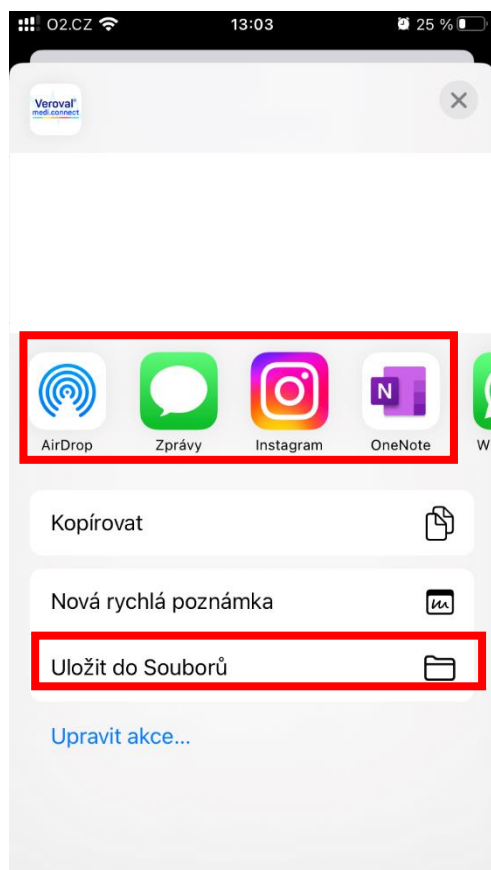 O2.CZ 13:03 25 %
Veroval®
medi.connect
AirDrop Zprávy Instagram OneNote W
Kopírovat
Nová rychlá poznámka
Uložit do Souborů
Upravit akce...